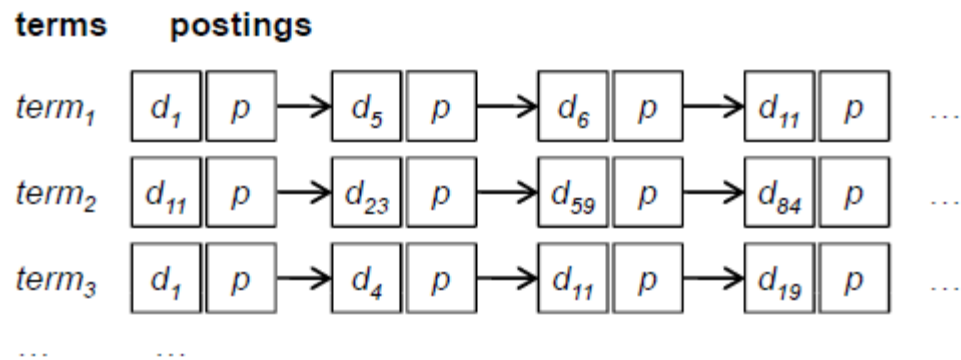 terms postings
term1 d1 p d5 p d6 p d11 p ...
term2 d11 p d23 p d59 p d84 p ...
term3 d1 p d4 p d11 p d19 p ...
... ...